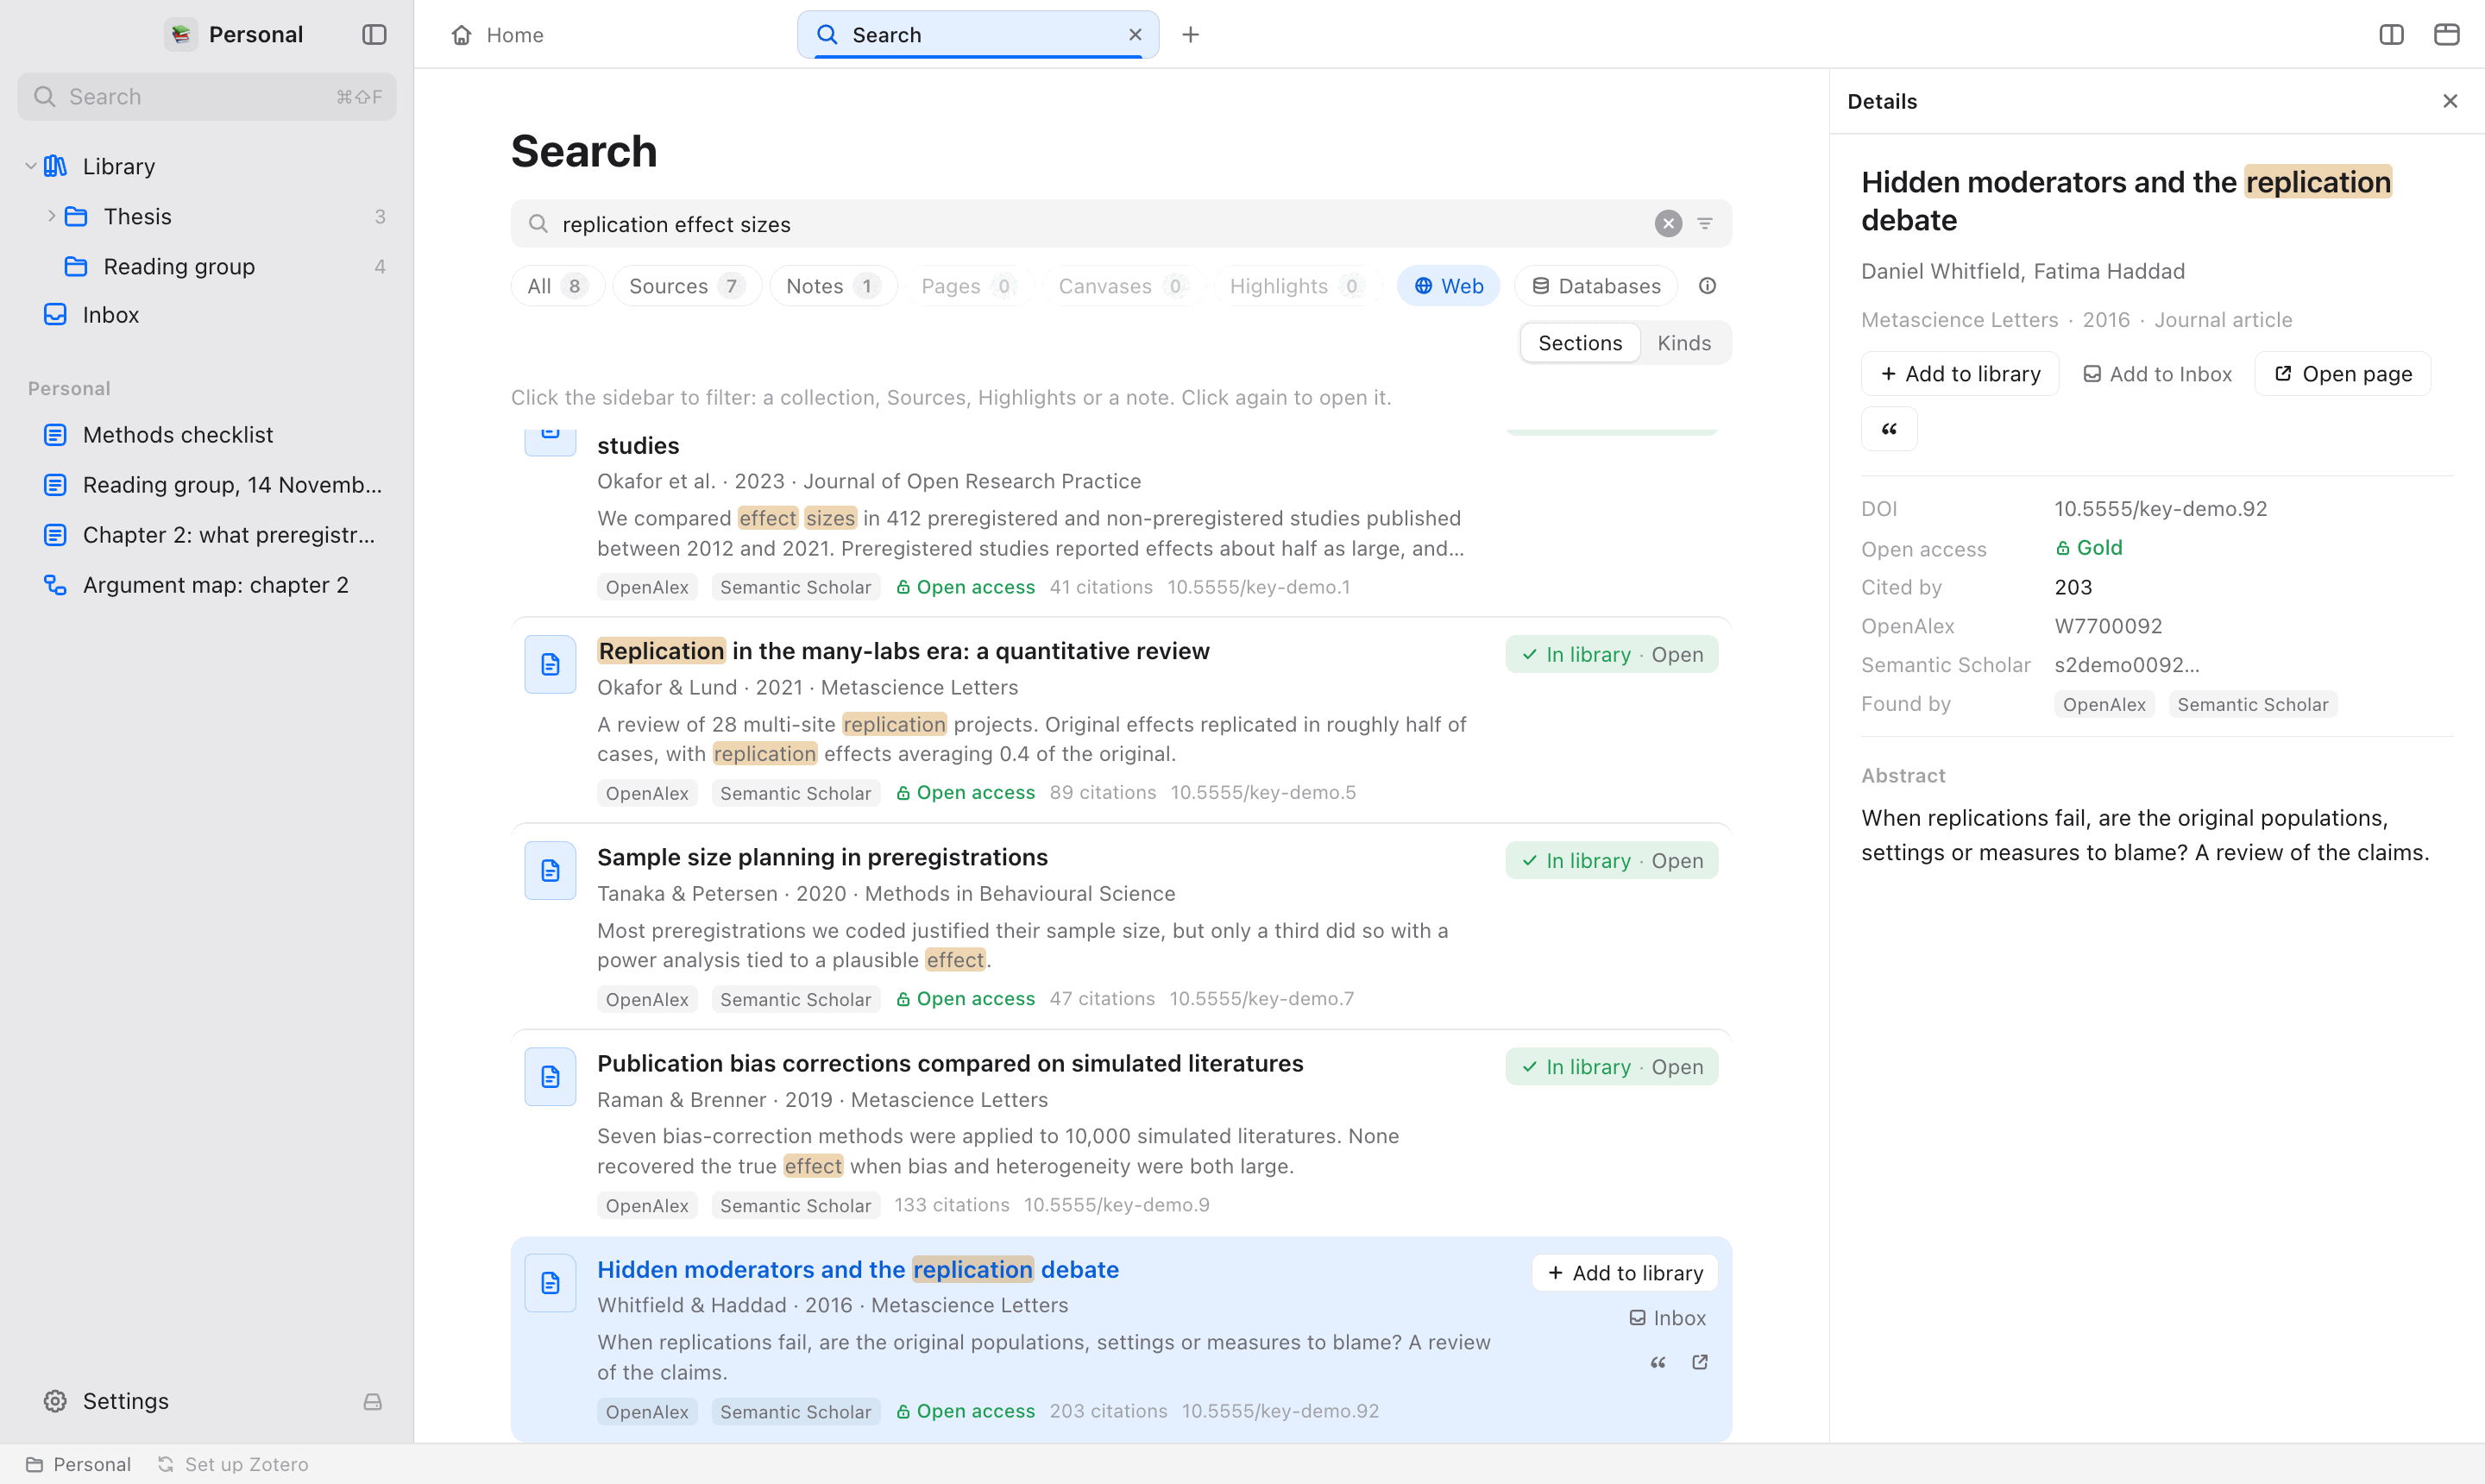 Personal
Search ⌘⇧F
Library
Thesis 3
Reading group 4
Inbox
Personal
Methods checklist
Reading group, 14 Novemb...
Chapter 2: what preregistr...
Argument map: chapter 2
Settings
Home
Search
Search
replication effect sizes
All 8 Sources 7 Notes 1 Pages 0 Canvases 0 Highlights 0 Web Databases
Sections Kinds
Click the sidebar to filter: a collection, Sources, Highlights or a note. Click again to open it.
studies
Okafor et al. · 2023 · Journal of Open Research Practice
We compared effect sizes in 412 preregistered and non-preregistered studies published
between 2012 and 2021. Preregistered studies reported effects about half as large, and...
OpenAlex Semantic Scholar Open access 41 citations 10.5555/key-demo.1
Replication in the many-labs era: a quantitative review
In library · Open
Okafor & Lund · 2021 · Metascience Letters
A review of 28 multi-site replication projects. Original effects replicated in roughly half of
cases, with replication effects averaging 0.4 of the original.
OpenAlex Semantic Scholar Open access 89 citations 10.5555/key-demo.5
Sample size planning in preregistrations
In library · Open
Tanaka & Petersen · 2020 · Methods in Behavioural Science
Most preregistrations we coded justified their sample size, but only a third did so with a
power analysis tied to a plausible effect.
OpenAlex Semantic Scholar Open access 47 citations 10.5555/key-demo.7
Publication bias corrections compared on simulated literatures
In library · Open
Raman & Brenner · 2019 · Metascience Letters
Seven bias-correction methods were applied to 10,000 simulated literatures. None
recovered the true effect when bias and heterogeneity were both large.
OpenAlex Semantic Scholar 133 citations 10.5555/key-demo.9
Hidden moderators and the replication debate
Add to library
Whitfield & Haddad · 2016 · Metascience Letters
Inbox
When replications fail, are the original populations, settings or measures to blame? A review
of the claims.
OpenAlex Semantic Scholar Open access 203 citations 10.5555/key-demo.92
Details
Hidden moderators and the replication
debate
Daniel Whitfield, Fatima Haddad
Metascience Letters · 2016 · Journal article
Add to library Add to Inbox Open page
DOI 10.5555/key-demo.92
Open access Gold
Cited by 203
OpenAlex W7700092
Semantic Scholar s2demo0092...
Found by OpenAlex Semantic Scholar
Abstract
When replications fail, are the original populations,
settings or measures to blame? A review of the claims.
Personal Set up Zotero